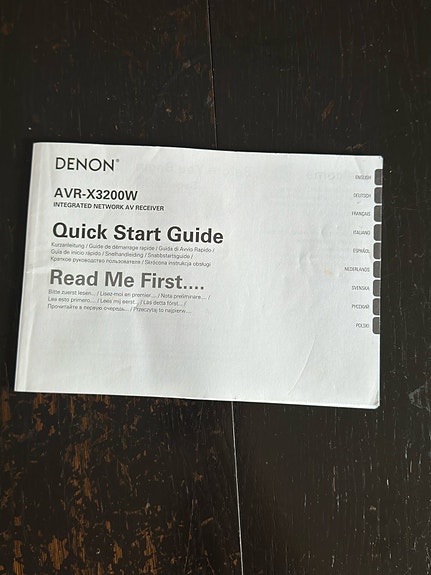 DENON®
AVR-X3200W
INTEGRATED NETWORK AV RECEIVER
Quick Start Guide
Kurzanleitung / Guide de démarrage rapide / Guida di Avvio Rapido /
Guía de inicio rápido / Snelhandleiding / Snabbstartsguide /
Краткое руководство пользователя / Skrócona instrukcja obsługi
Read Me First....
Bitte zuerst lesen... / Lisez-moi en premier.... / Nota preliminare.... /
Lea esto primero.... / Lees mij eerst... / Läs detta först.... /
Прочитайте в первую очередь... / Przeczytaj to najpierw...
ENGLISH
DEUTSCH
FRANÇAIS
ITALIANO
ESPAÑOL
NEDERLANDS
SVENSKA
РУССКИЙ
POLSKI